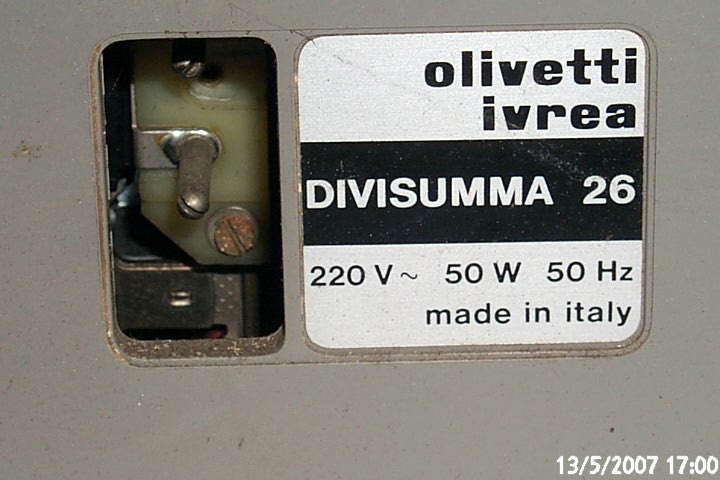 olivetti
ivrea
DIVISUMMA 26
220 V ~ 50 W 50 Hz
made in italy
13/5/2007 17:00